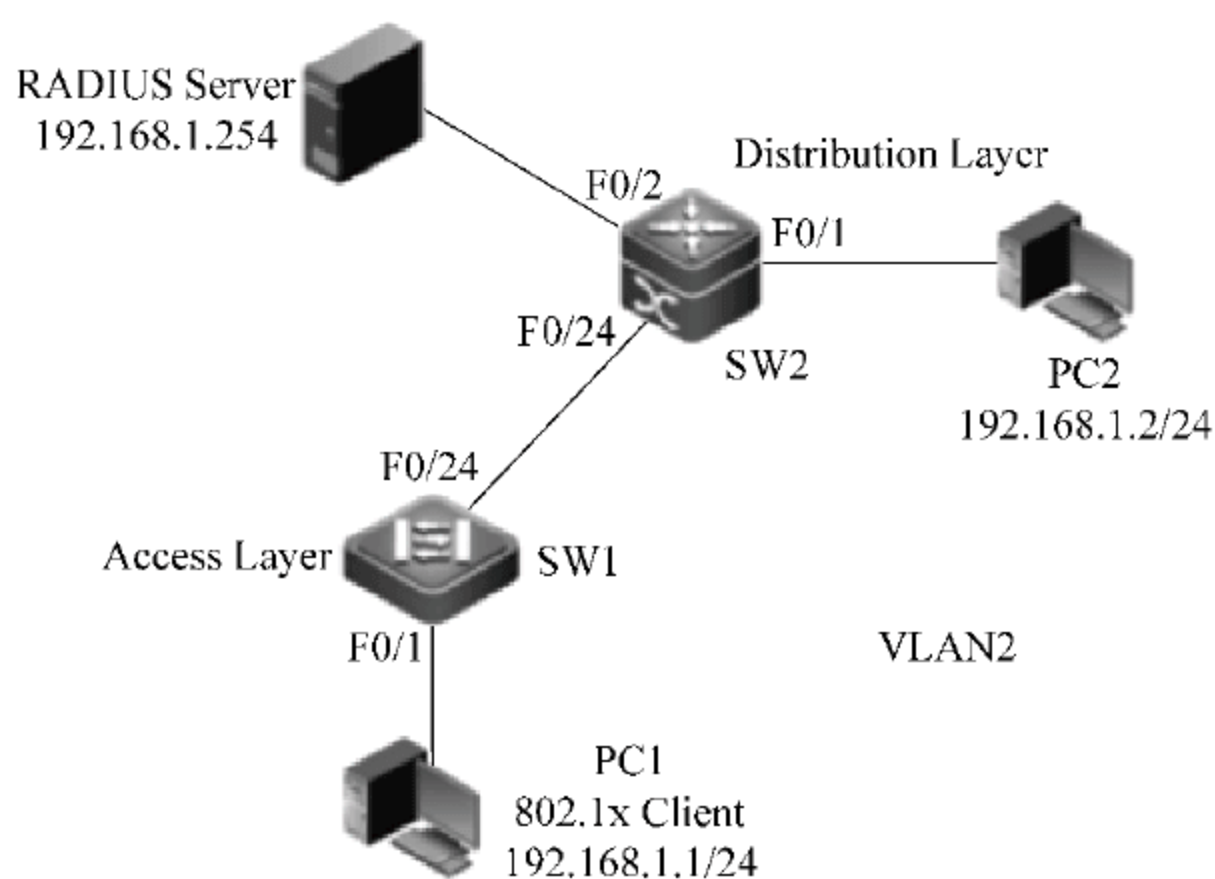 RADIUS Server
192.168.1.254
Distribution Layer
F0/2
F0/1
F0/24
SW2
PC2
192.168.1.2/24
F0/24
Access Layer
SW1
F0/1
VLAN2
PC1
802.1x Client
192.168.1.1/24